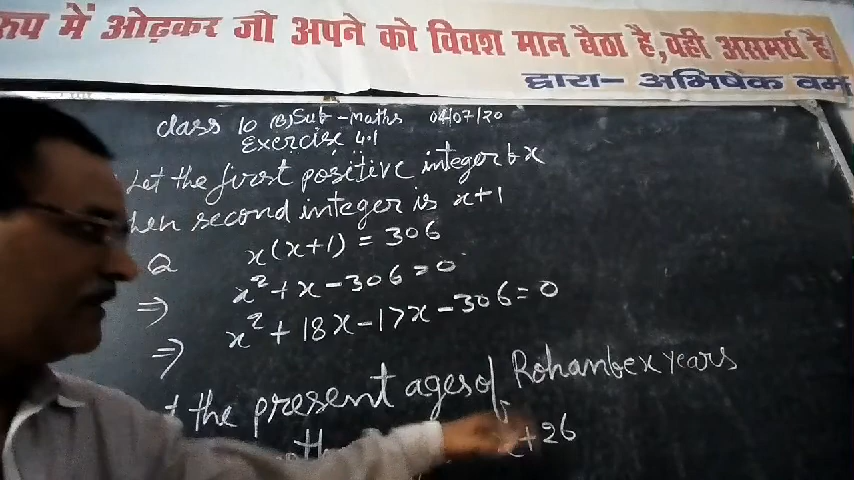 रूप में ओढ़कर जो अपने को विवश मान बैठा है, वही असमर्थ है
द्वारा- अभिषेक वर्मा
class 10 (B) Sub-Maths 04/07/20
Exercise 4.1
Let the first positive integer b x
hen second integer is x+1
x(x+1) = 306
⇒ x²+x-306=0
⇒ x²+18x-17x-306=0
the present ages of Rohan be x years
x+26